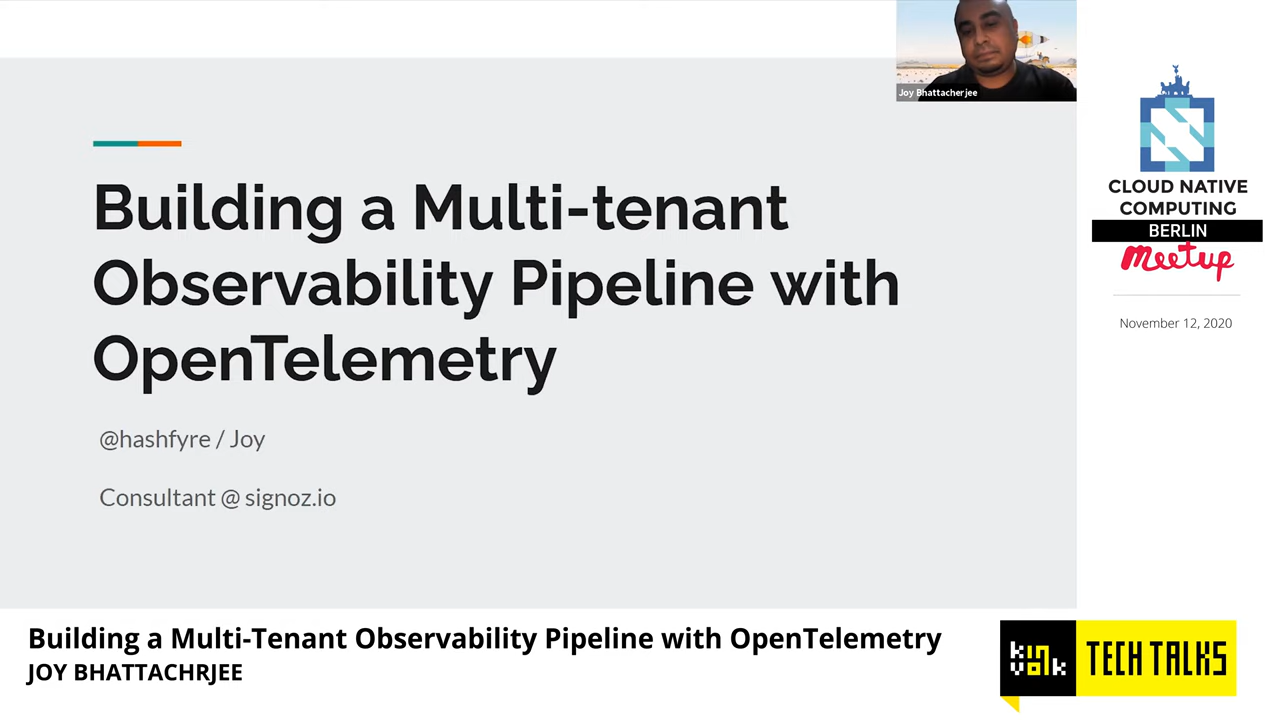 Joy Bhattacherjee
Building a Multi-tenant
Observability Pipeline with
OpenTelemetry
@hashfyre / Joy
Consultant @ signoz.io
CLOUD NATIVE
COMPUTING
BERLIN
meetup
November 12, 2020
Building a Multi-Tenant Observability Pipeline with OpenTelemetry
JOY BHATTACHRJEE
kinvolk
TECH TALKS